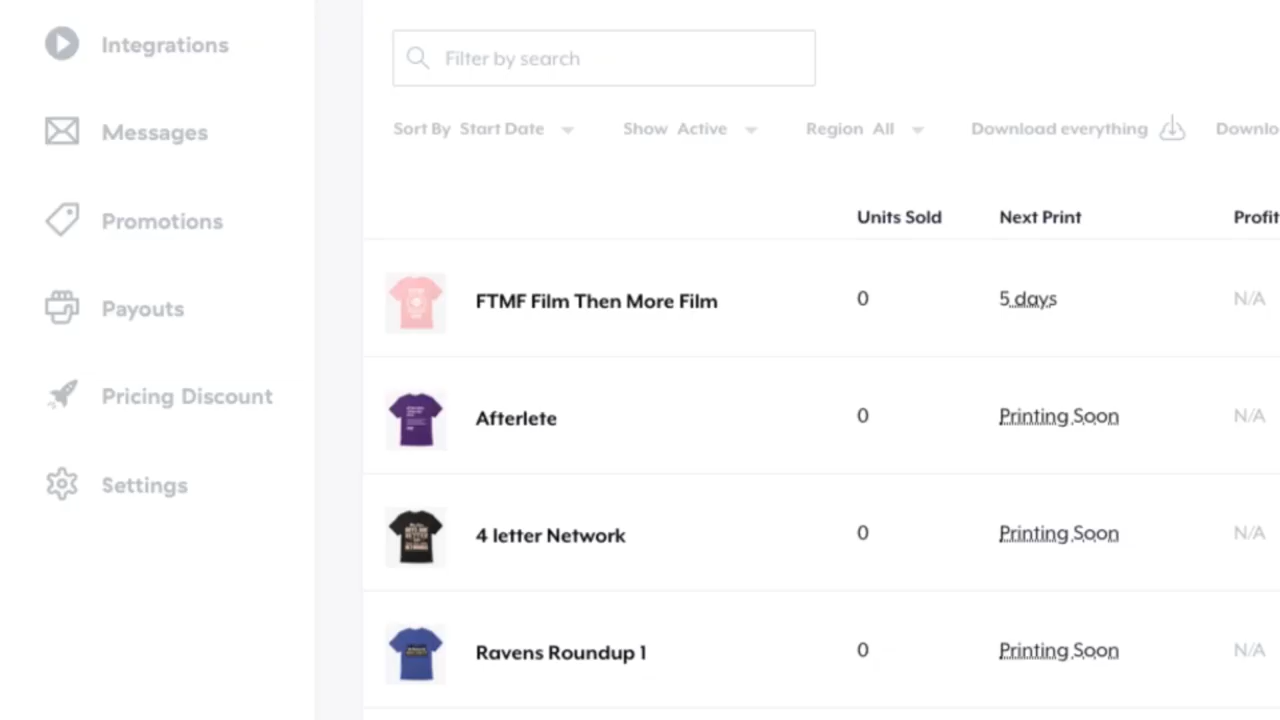 Integrations
Messages
Promotions
Payouts
Pricing Discount
Settings
Filter by search
Sort By Start Date Show Active Region All Download everything Downlo
Units Sold Next Print Profit
FTMF Film Then More Film 0 5 days N/A
Afterlete 0 Printing Soon N/A
4 letter Network 0 Printing Soon N/A
Ravens Roundup 1 0 Printing Soon N/A